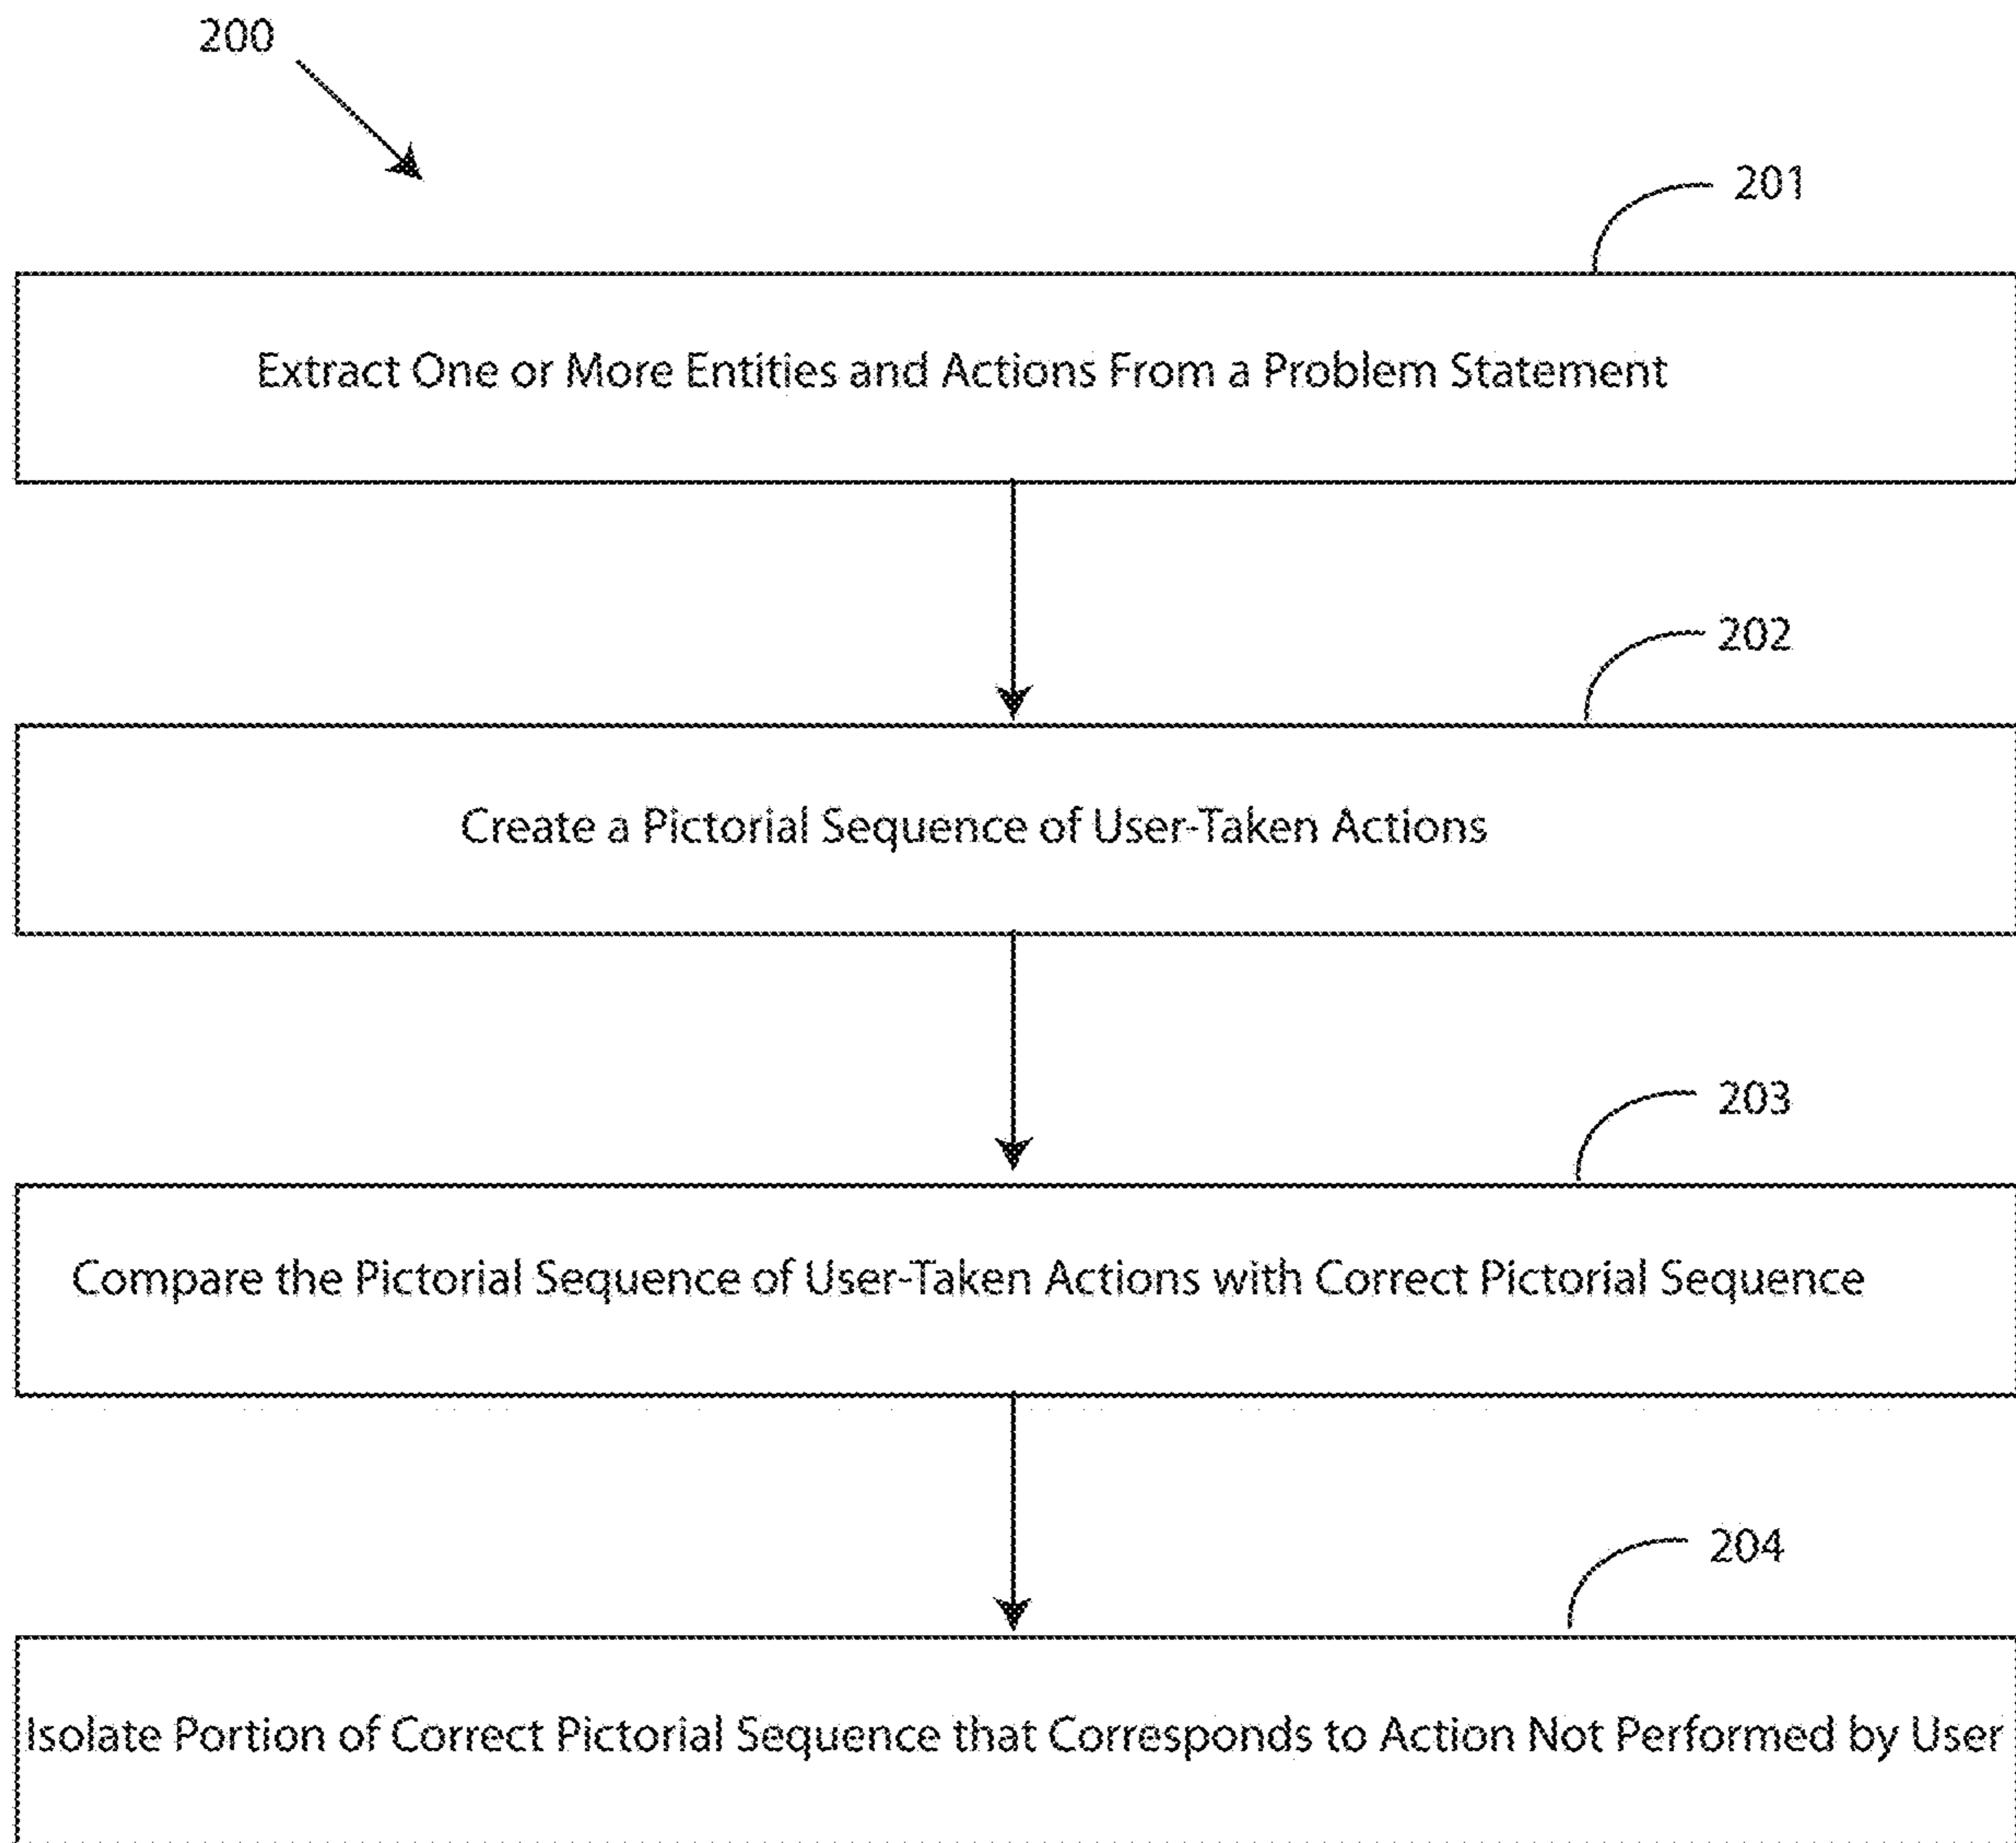 200
201
Extract One or More Entities and Actions From a Problem Statement
202
Create a Pictorial Sequence of User-Taken Actions
203
Compare the Pictorial Sequence of User-Taken Actions with Correct Pictorial Sequence
204
Isolate Portion of Correct Pictorial Sequence that Corresponds to Action Not Performed by User